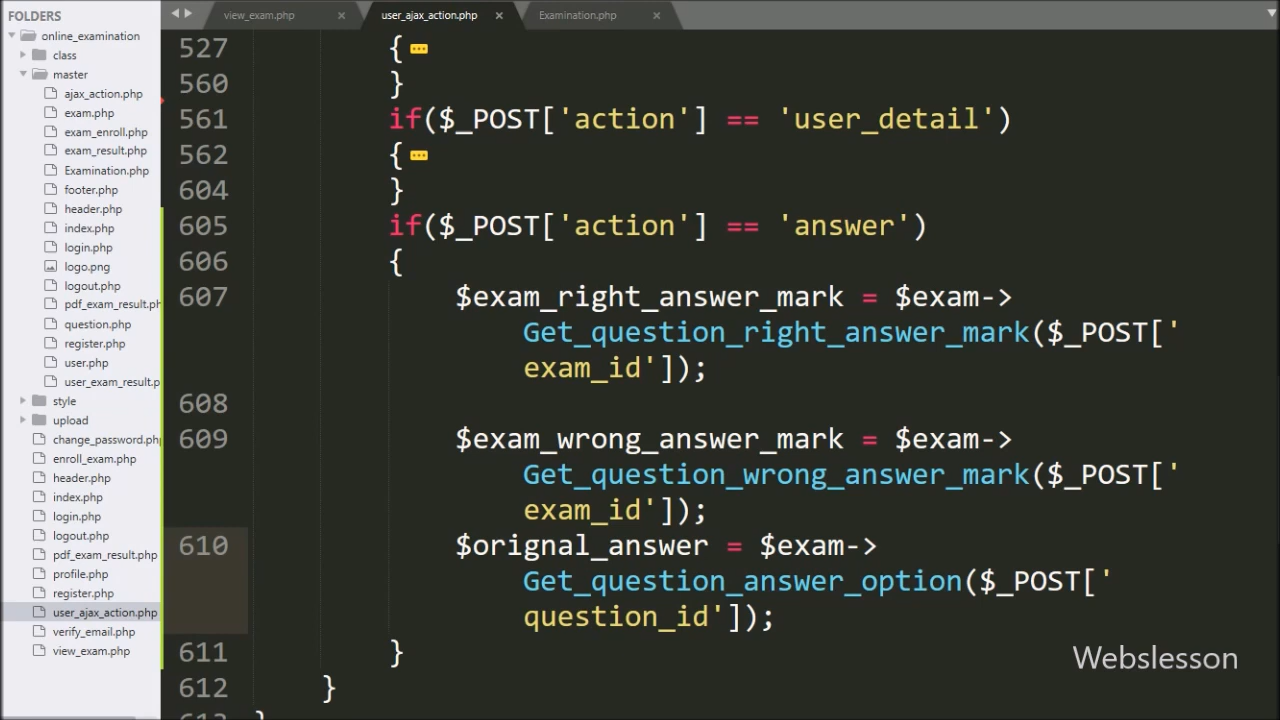 FOLDERS
online_examination
class
master
ajax_action.php
exam.php
exam_enroll.php
exam_result.php
Examination.php
footer.php
header.php
index.php
login.php
logo.png
logout.php
pdf_exam_result.ph
question.php
register.php
user.php
user_exam_result.p
style
upload
change_password.ph
enroll_exam.php
header.php
index.php
login.php
logout.php
pdf_exam_result.php
profile.php
register.php
user_ajax_action.php
verify_email.php
view_exam.php
view_exam.php × user_ajax_action.php × Examination.php ×
527 {
560 }
561 if($_POST['action'] == 'user_detail')
562 {
604 }
605 if($_POST['action'] == 'answer')
606 {
607 $exam_right_answer_mark = $exam->
Get_question_right_answer_mark($_POST['
exam_id']);
608
609 $exam_wrong_answer_mark = $exam->
Get_question_wrong_answer_mark($_POST['
exam_id']);
610 $orignal_answer = $exam->
Get_question_answer_option($_POST['
question_id']);
611 }
612 }
613 }
Webslesson